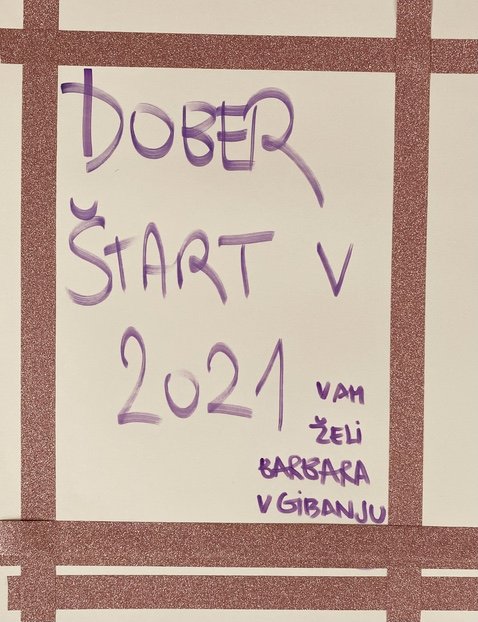 DOBER
ŠTART V
2021
VAM
ŽELI
BARBARA
V GIBANJU